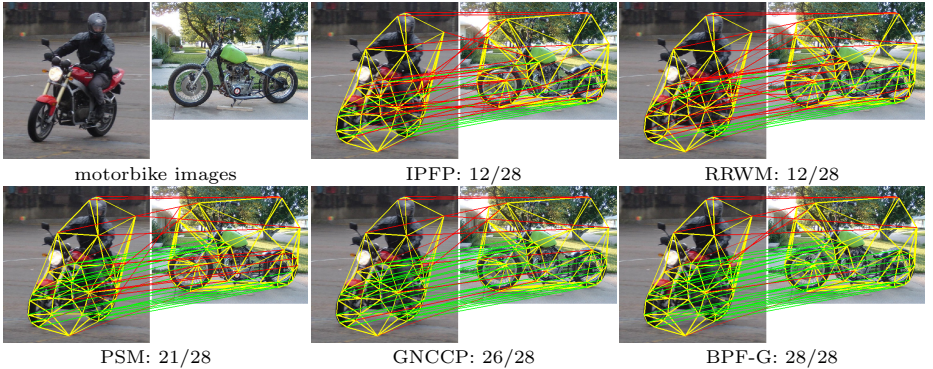 motorbike images
IPFP: 12/28
RRWM: 12/28
PSM: 21/28
GNCCP: 26/28
BPF-G: 28/28